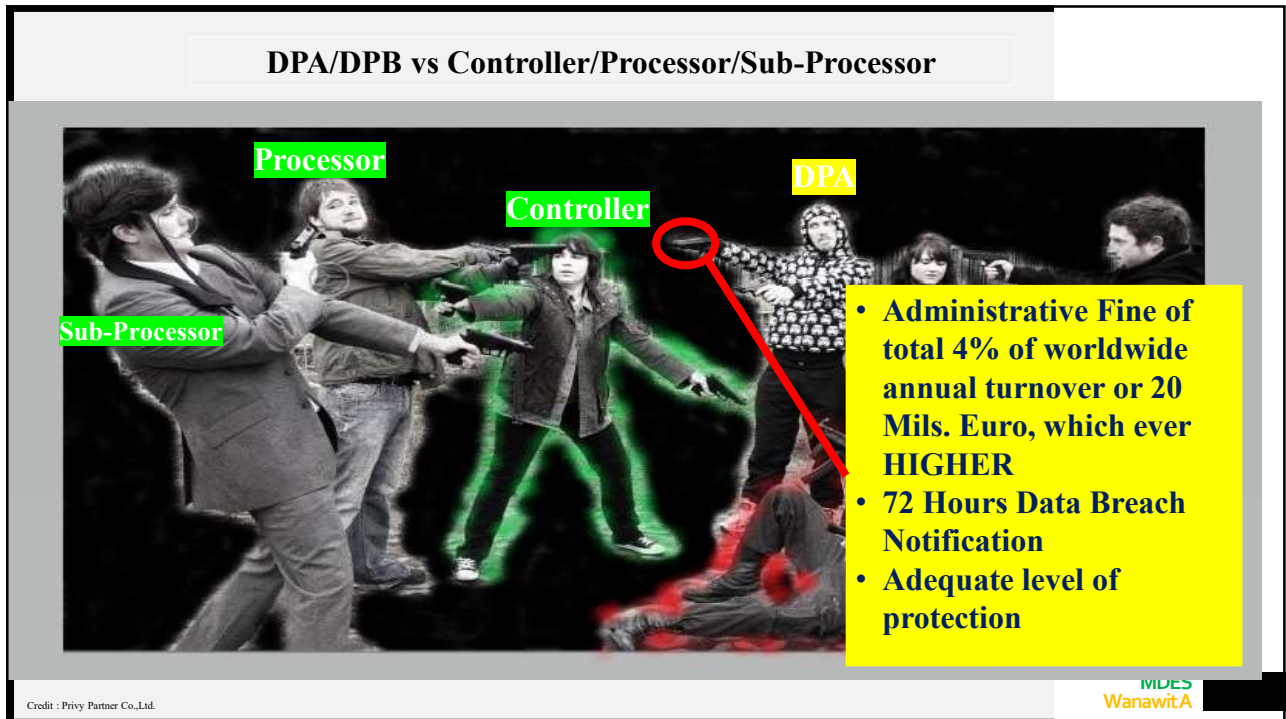 DPA/DPB vs Controller/Processor/Sub-Processor
Processor
DPA
Controller
Sub-Processor
• Administrative Fine of
total 4% of worldwide
annual turnover or 20
Mils. Euro, which ever
HIGHER
• 72 Hours Data Breach
Notification
• Adequate level of
protection
MDES
WanawitA
Credit : Privy Partner Co.,Ltd.